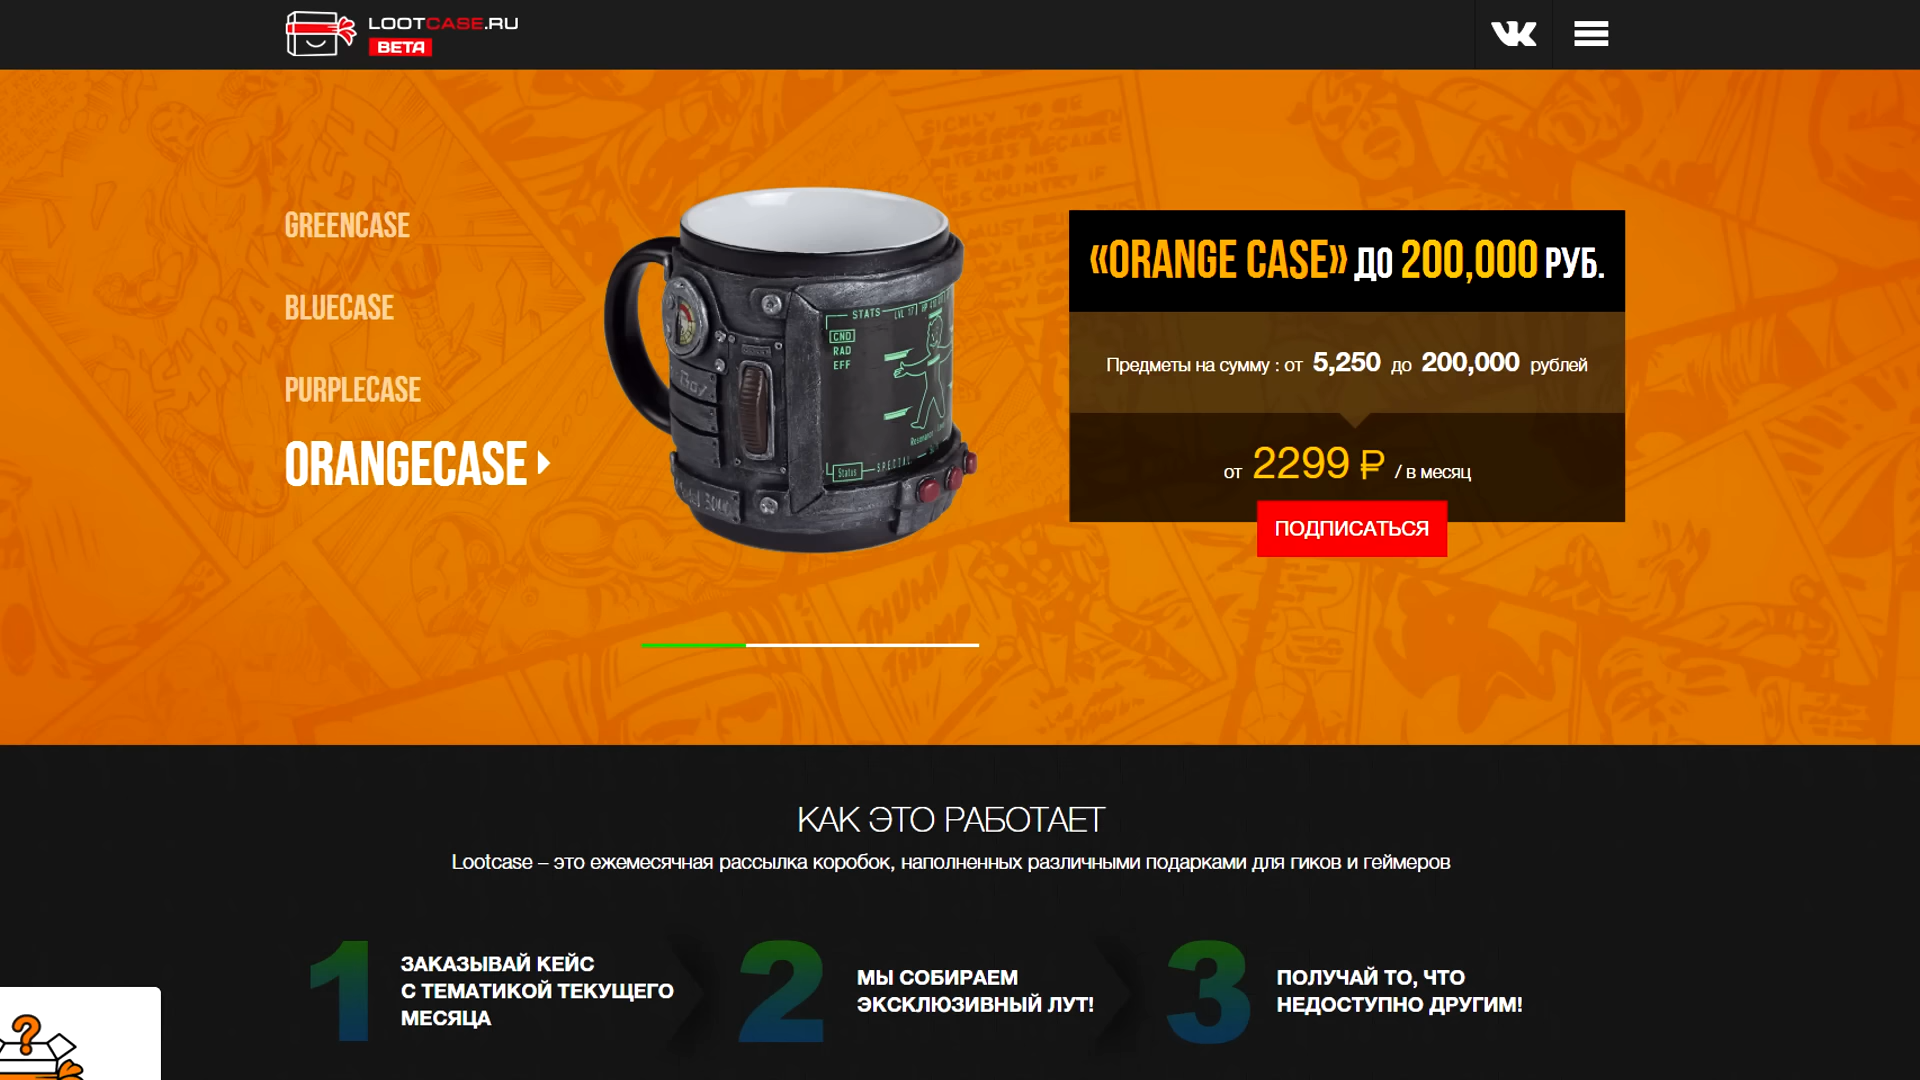 LOOTCASE.RU
BETA
GREENCASE
BLUECASE
PURPLECASE
ORANGECASE
STATS LVL 17
CND
RAD
EFF
Status SPECIAL
«ORANGE CASE» ДО 200,000 РУБ.
Предметы на сумму : от 5,250 до 200,000 рублей
от 2299 ₽ / в месяц
ПОДПИСАТЬСЯ
КАК ЭТО РАБОТАЕТ
Lootcase – это ежемесячная рассылка коробок, наполненных различными подарками для гиков и геймеров
1
ЗАКАЗЫВАЙ КЕЙС
С ТЕМАТИКОЙ ТЕКУЩЕГО
МЕСЯЦА
2
МЫ СОБИРАЕМ
ЭКСКЛЮЗИВНЫЙ ЛУТ!
3
ПОЛУЧАЙ ТО, ЧТО
НЕДОСТУПНО ДРУГИМ!
?